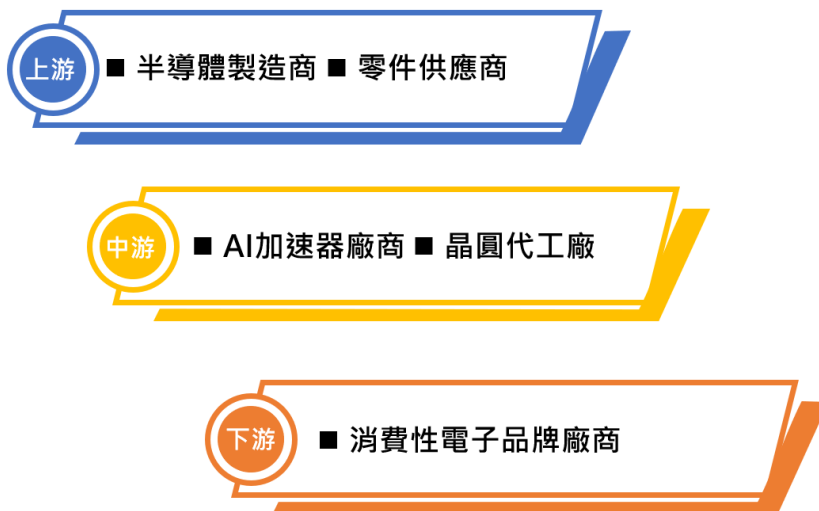 上游 ■ 半導體製造商 ■ 零件供應商
中游 ■ AI加速器廠商 ■ 晶圓代工廠
下游 ■ 消費性電子品牌廠商